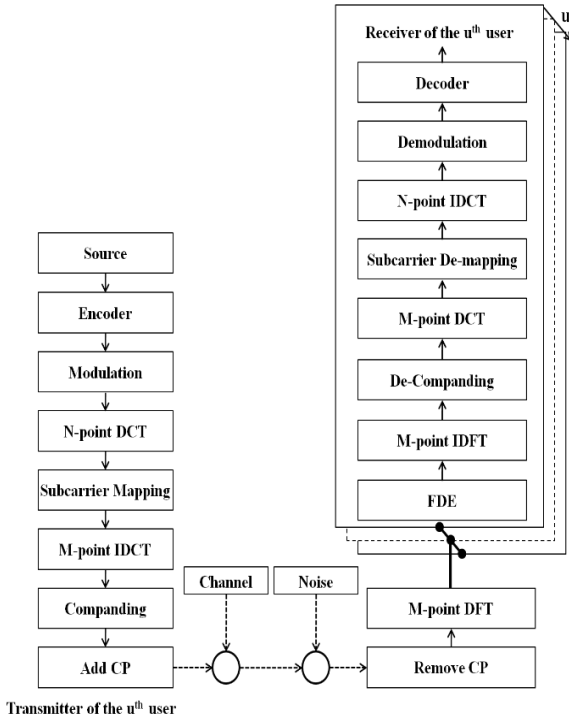 Source
Encoder
Modulation
N-point DCT
Subcarrier Mapping
M-point IDCT
Companding
Add CP
Transmitter of the uth user
Channel
Noise
Remove CP
M-point DFT
FDE
M-point IDFT
De-Companding
M-point DCT
Subcarrier De-mapping
N-point IDCT
Demodulation
Decoder
Receiver of the uth user
u